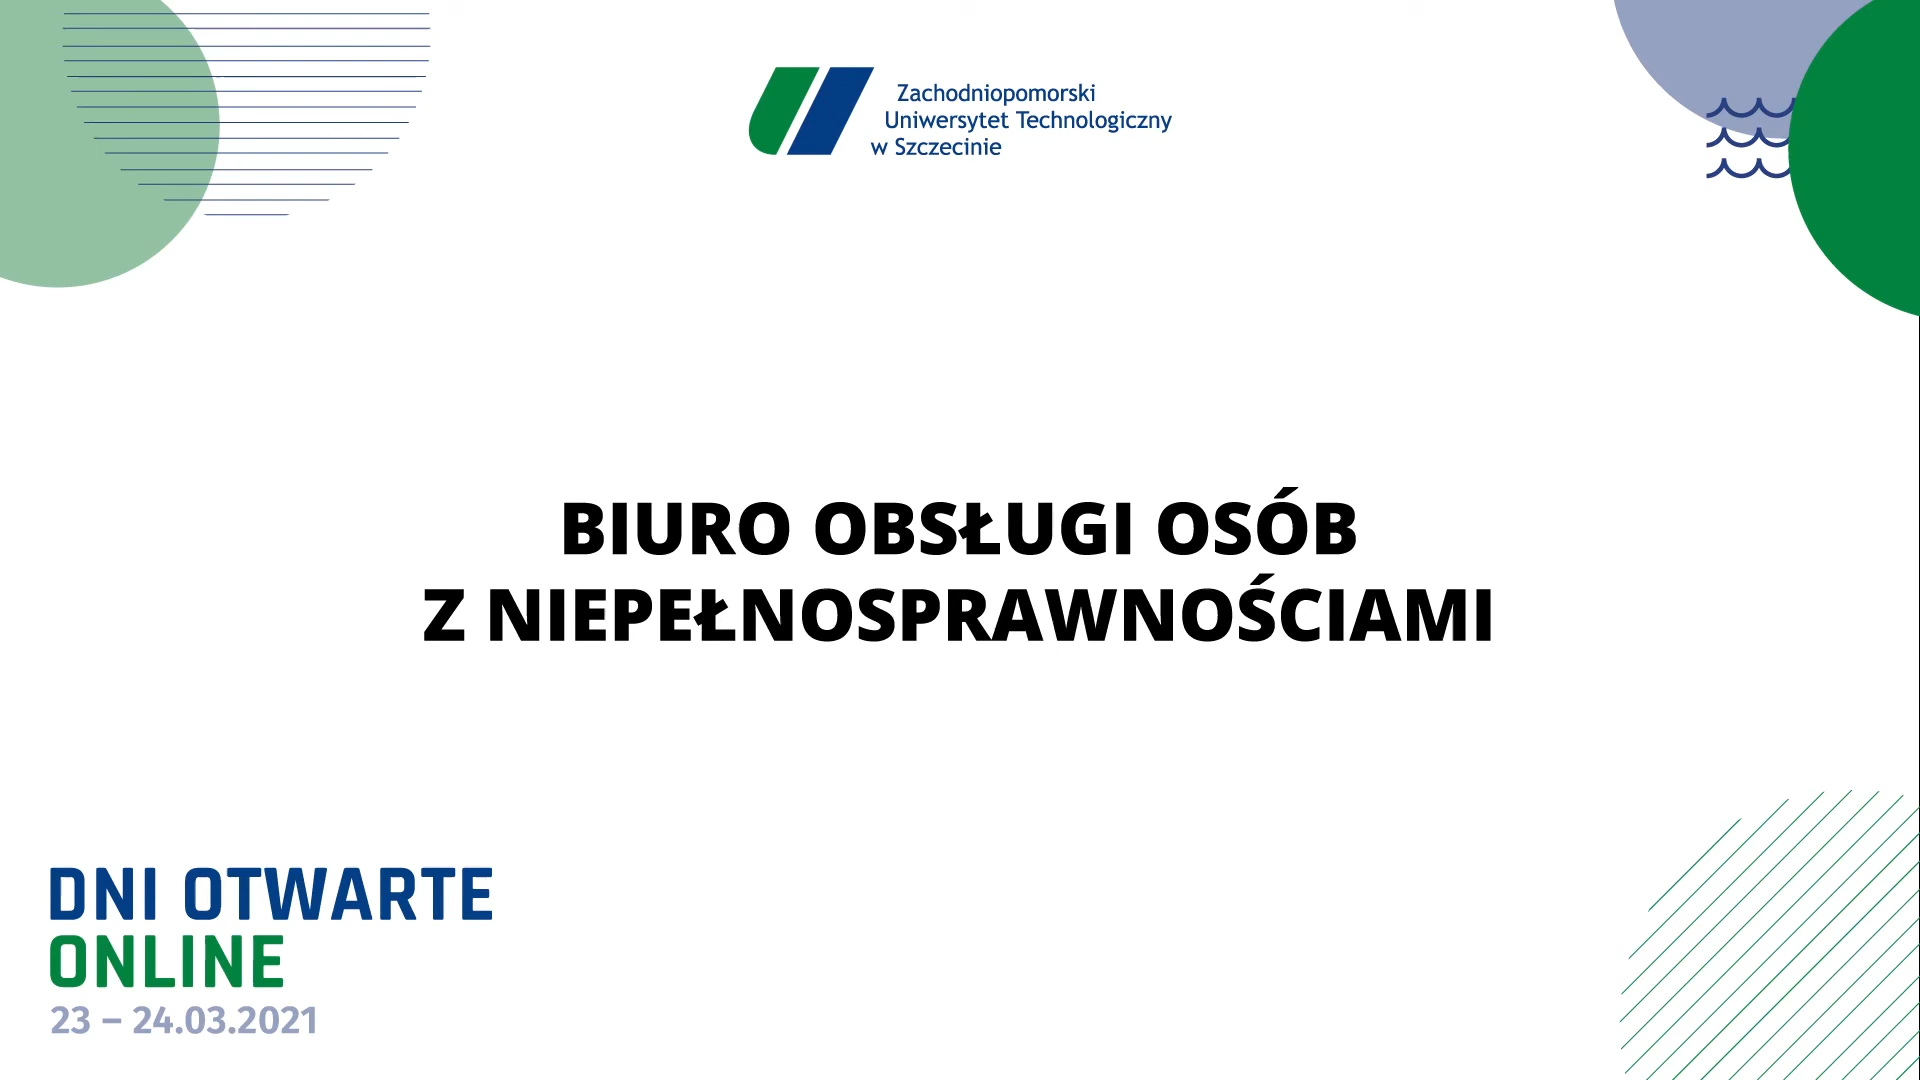 Zachodniopomorski
Uniwersytet Technologiczny
w Szczecinie
BIURO OBSŁUGI OSÓB
Z NIEPEŁNOSPRAWNOŚCIAMI
DNI OTWARTE
ONLINE
23 – 24.03.2021